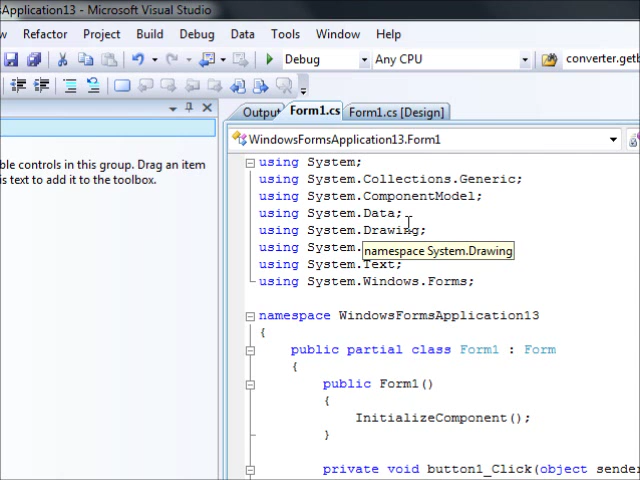 sApplication13 - Microsoft Visual Studio
w Refactor Project Build Debug Data Tools Window Help
Debug Any CPU converter.getb
Output Form1.cs Form1.cs [Design]
WindowsFormsApplication13.Form1
ble controls in this group. Drag an item
is text to add it to the toolbox.
using System;
using System.Collections.Generic;
using System.ComponentModel;
using System.Data;
using System.Drawing;
using System.
namespace System.Drawing
using System.Text;
using System.Windows.Forms;
namespace WindowsFormsApplication13
{
public partial class Form1 : Form
{
public Form1()
{
InitializeComponent();
}
private void button1_Click(object sender